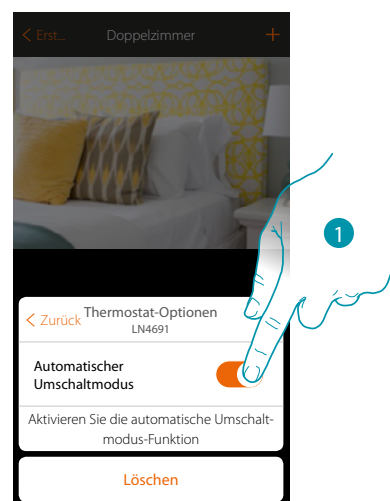 < Erst... Doppelzimmer +
1
< Zurück Thermostat-Optionen
LN4691
Automatischer
Umschaltmodus
Aktivieren Sie die automatische Umschalt-
modus-Funktion
Löschen